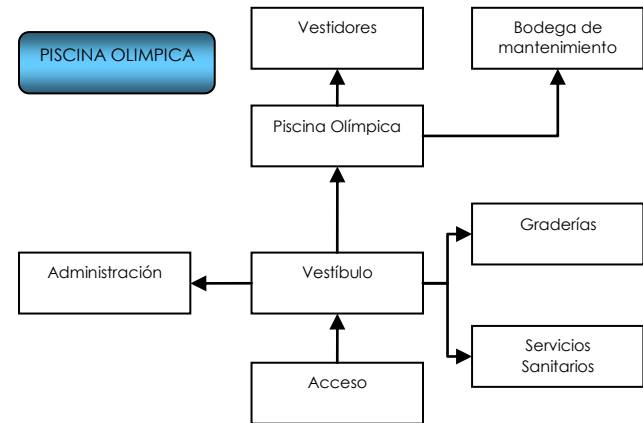 PISCINA OLIMPICA
Vestidores
Bodega de
mantenimiento
Piscina Olímpica
Graderías
Administración
Vestíbulo
Servicios
Sanitarios
Acceso